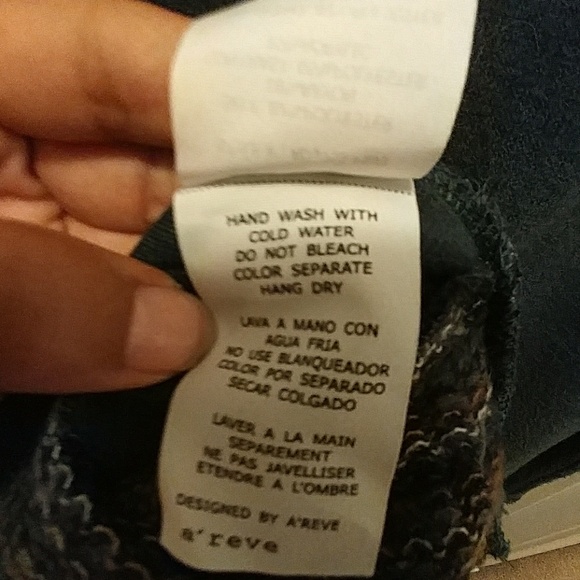 HAND WASH WITH
COLD WATER
DO NOT BLEACH
COLOR SEPARATE
HANG DRY
LAVA A MANO CON
AGUA FRIA
NO USE BLANQUEADOR
COLOR POR SEPARADO
SECAR COLGADO
LAVER A LA MAIN
SEPAREMENT
NE PAS JAVELLISER
ETENDRE A L'OMBRE
DESIGNED BY A'REVE
a'reve